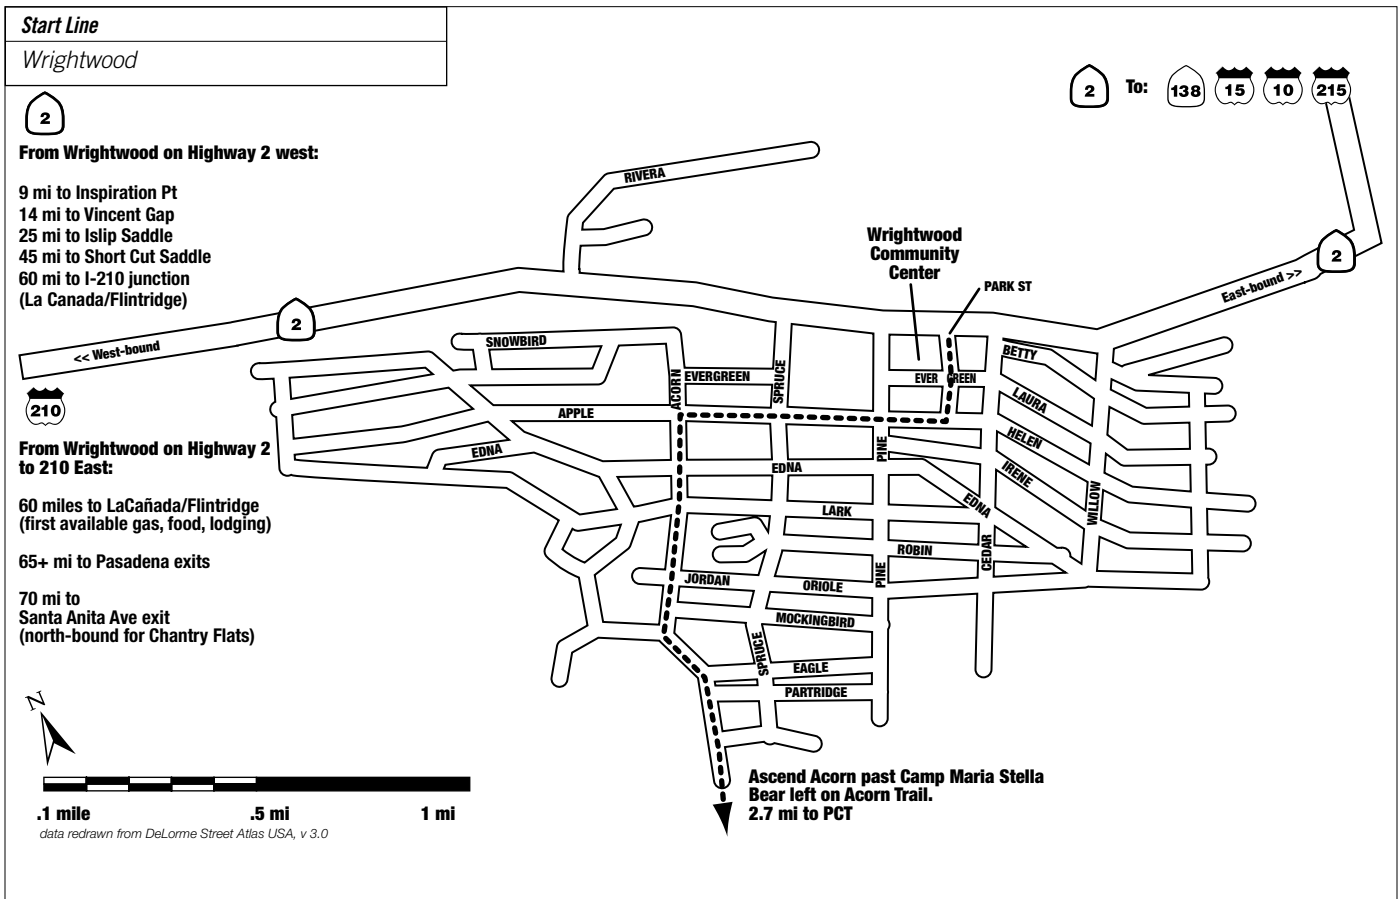 Start Line
Wrightwood
2
From Wrightwood on Highway 2 west:
9 mi to Inspiration Pt
14 mi to Vincent Gap
25 mi to Islip Saddle
45 mi to Short Cut Saddle
60 mi to I-210 junction
(La Canada/Flintridge)
2 To: 138 15 10 215
RIVERA
Wrightwood
Community
Center
PARK ST
2
East-bound >>
2
<< West-bound
SNOWBIRD
BETTY
EVERGREEN
SPRUCE
EVER GREEN
ACORN
LAURA
APPLE
210
From Wrightwood on Highway 2
to 210 East:
60 miles to LaCañada/Flintridge
(first available gas, food, lodging)
65+ mi to Pasadena exits
70 mi to
Santa Anita Ave exit
(north-bound for Chantry Flats)
EDNA
EDNA
PINE
HELEN
IRENE
EDNA
WILLOW
LARK
ROBIN
CEDAR
JORDAN
ORIOLE
PINE
MOCKINGBIRD
SPRUCE
EAGLE
PARTRIDGE
N
.1 mile .5 mi 1 mi
data redrawn from DeLorme Street Atlas USA, v 3.0
Ascend Acorn past Camp Maria Stella
Bear left on Acorn Trail.
2.7 mi to PCT